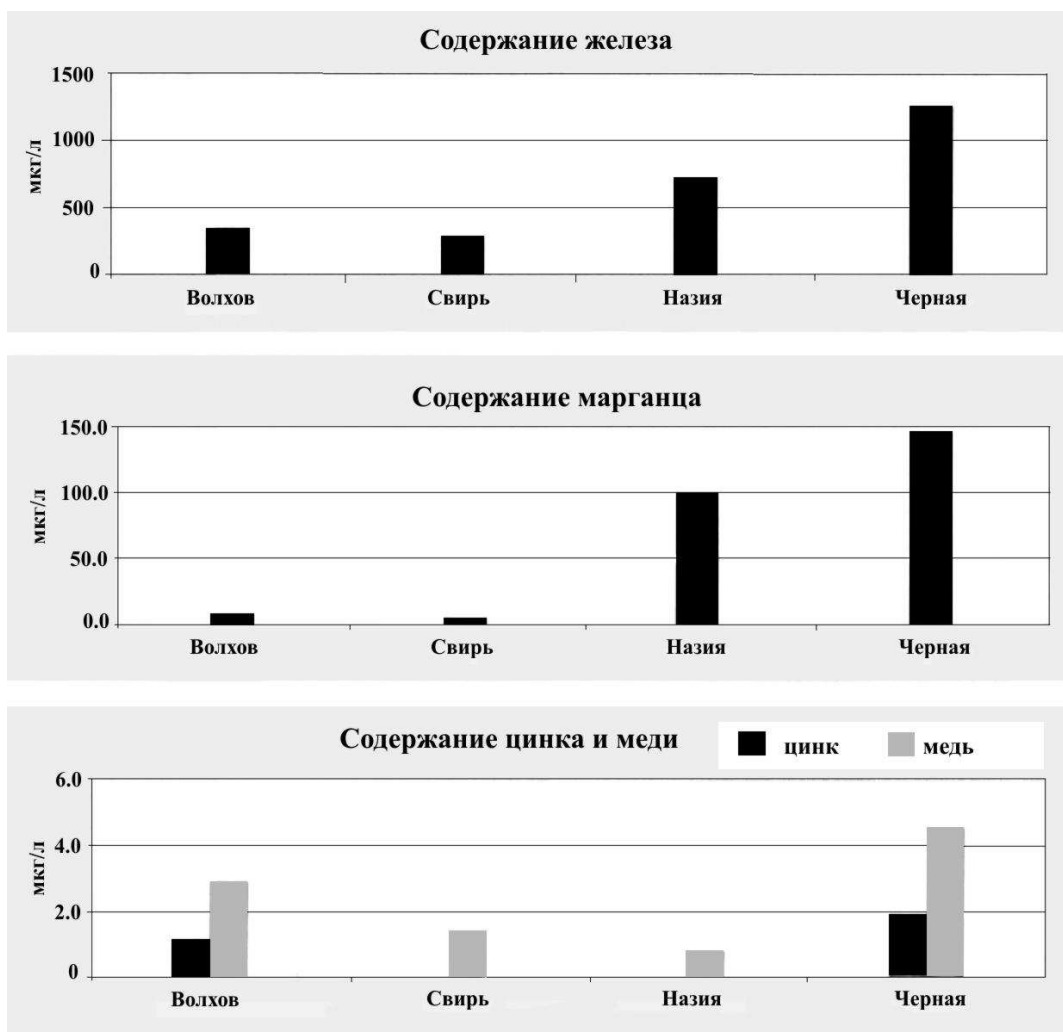 Содержание железа
мкг/л
1500
1000
500
0
Волхов Свирь Назия Черная
Содержание марганца
мкг/л
150.0
100.0
50.0
0.0
Волхов Свирь Назия Черная
Содержание цинка и меди
цинк медь
мкг/л
6.0
4.0
2.0
0
Волхов Свирь Назия Черная